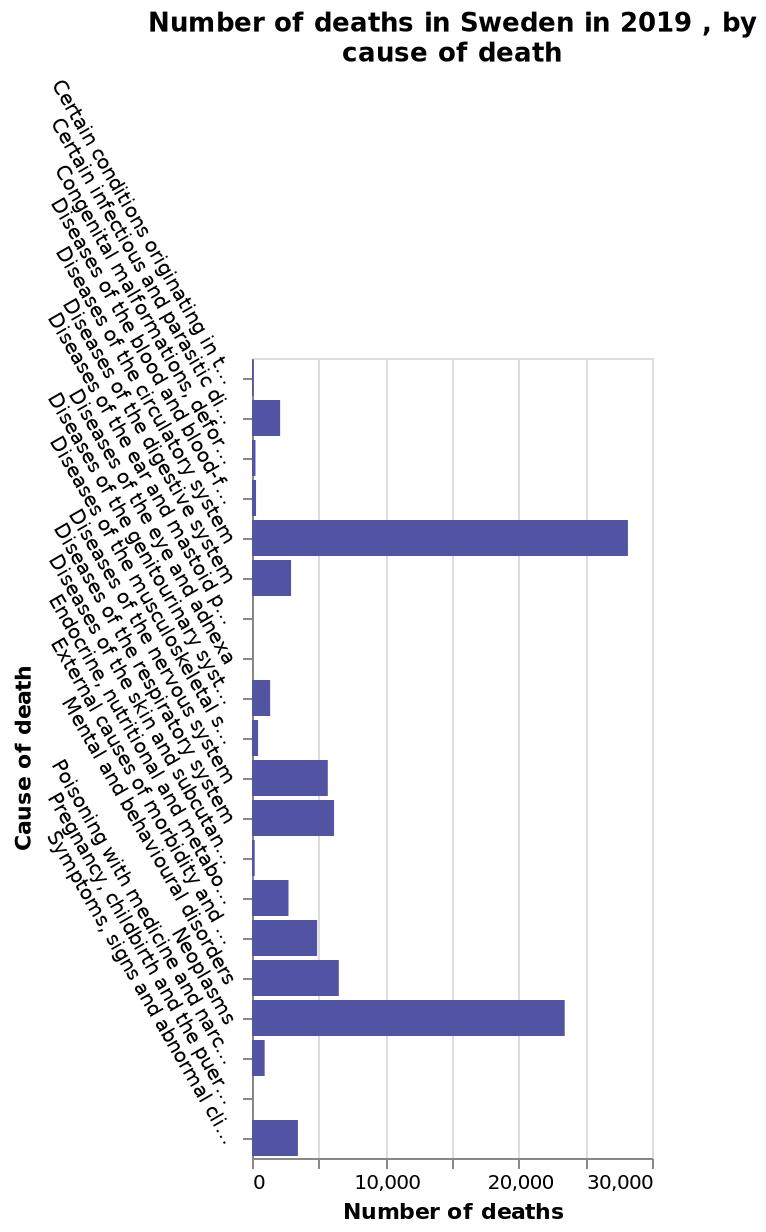 Number of deaths in Sweden in 2019 , by
cause of death
Certain conditions originating in t…
Certain infectious and parasitic di…
Congenital malformations, defor …
Diseases of the blood and blood-f…
Diseases of the circulatory system
Diseases of the digestive system
Diseases of the ear and mastoid p…
Diseases of the eye and adnexa
Diseases of the genitourinary syst…
Diseases of the musculoskeletal s…
Diseases of the nervous system
Diseases of the respiratory system
Diseases of the skin and subcutan…
Endocrine, nutritional and metabo…
External causes of morbidity and …
Mental and behavioural disorders
Neoplasms
Poisoning with medicine and narc…
Pregnancy, childbirth and the puer…
Symptoms, signs and abnormal cli…
Cause of death
0
10,000
20,000
30,000
Number of deaths